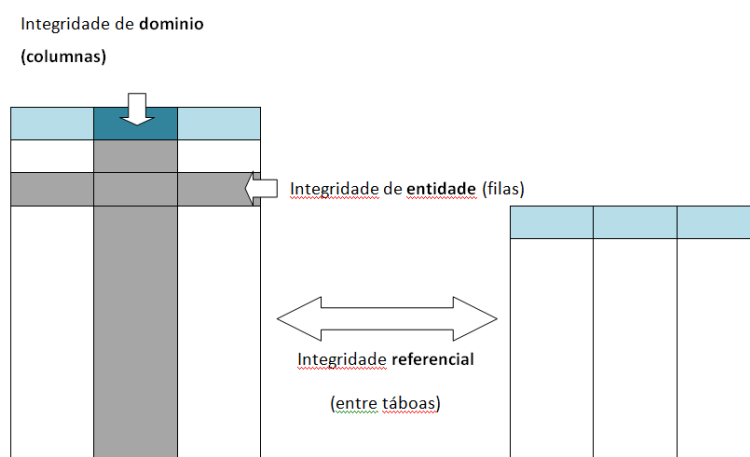 Integridade de dominio
(columnas)
Integridade de entidade (filas)
Integridade referencial
(entre táboas)